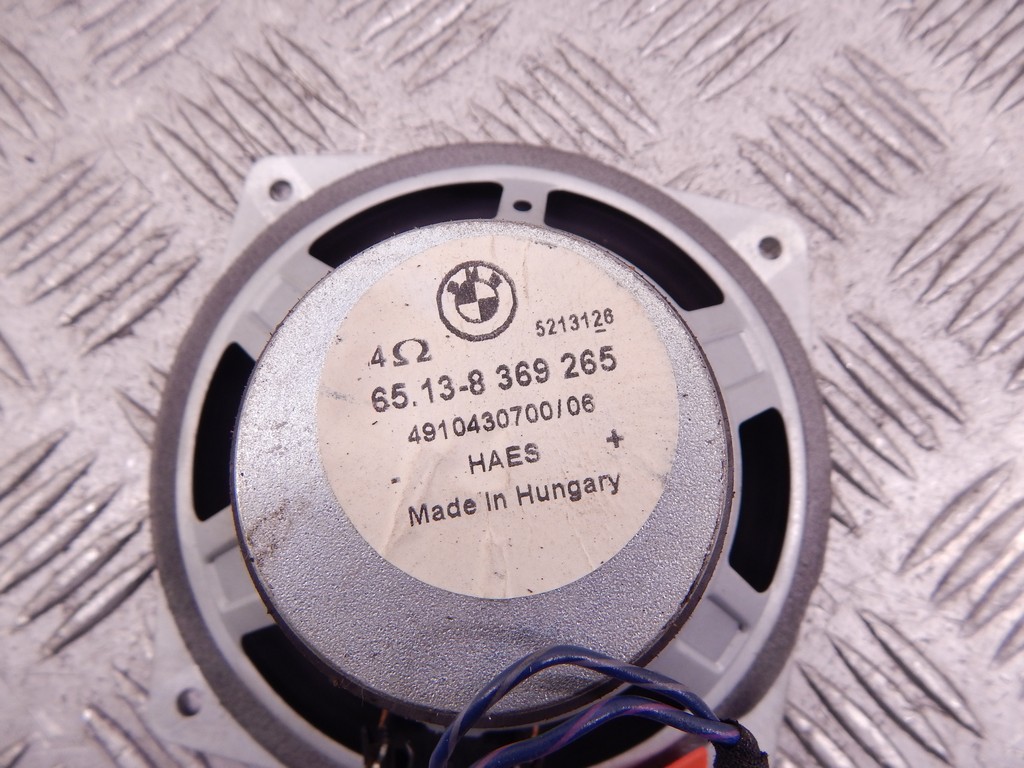 5213126
4Ω
65.13-8 369 265
4910430700/06
HAES
- +
Made In Hungary